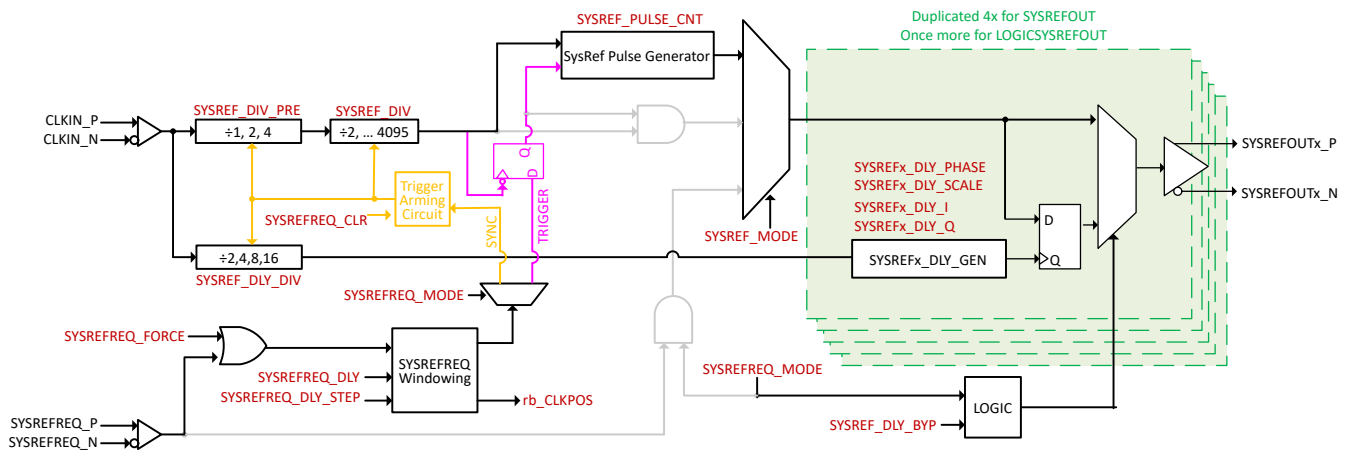 Duplicated 4x for SYSREFOUT
Once more for LOGICSYSREFOUT
SYSREF_PULSE_CNT
SysRef Pulse Generator
SYSREF_DIV_PRE
SYSREF_DIV
CLKIN_P
CLKIN_N
÷1, 2, 4
÷2, ... 4095
Q
D
SYSREFOUTx_P
SYSREFOUTx_N
SYSREFx_DLY_PHASE
SYSREFx_DLY_SCALE
SYSREFx_DLY_I
SYSREFx_DLY_Q
Trigger
Arming
Circuit
SYSREFREQ_CLR
SYNC
TRIGGER
SYSREF_MODE
D
Q
SYSREFx_DLY_GEN
÷2,4,8,16
SYSREF_DLY_DIV
SYSREFREQ_MODE
SYSREFREQ_FORCE
SYSREFREQ
Windowing
SYSREFREQ_DLY
SYSREFREQ_DLY_STEP
rb_CLKPOS
SYSREFREQ_MODE
LOGIC
SYSREF_DLY_BYP
SYSREFREQ_P
SYSREFREQ_N